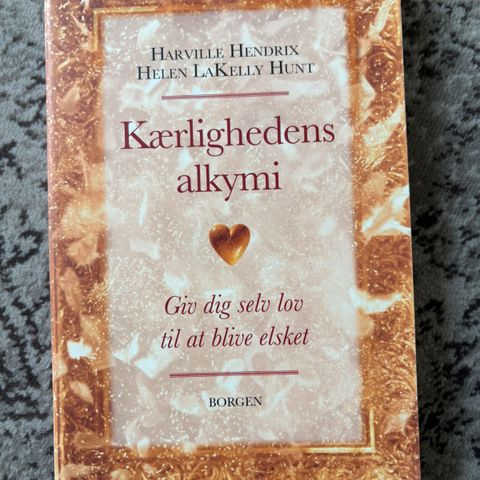 Harville Hendrix
Helen LaKelly Hunt
Kærlighedens
alkymi
Giv dig selv lov
til at blive elsket
BORGEN